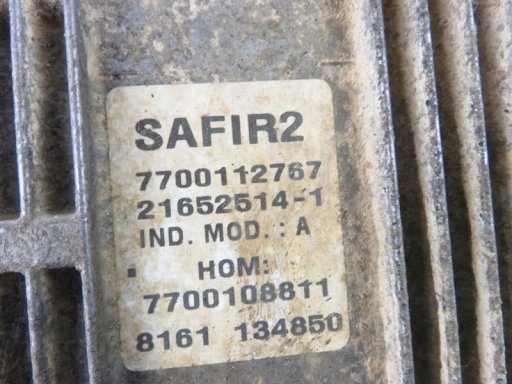 SAFIR2
7700112767
21652514-1
IND. MOD. : A
HOM:
7700108811
8161 134850